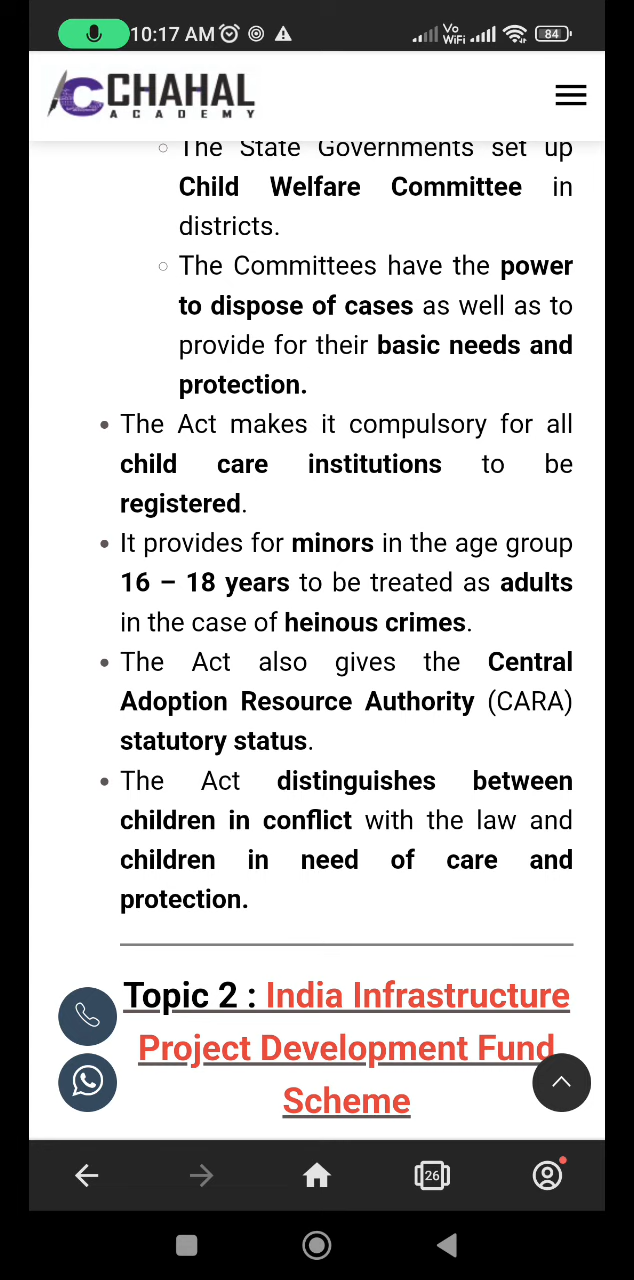 10:17 AM
Vo
WiFi
84
CHAHAL
ACADEMY
The State Governments set up
Child Welfare Committee in
districts.
The Committees have the power
to dispose of cases as well as to
provide for their basic needs and
protection.
The Act makes it compulsory for all
child care institutions to be
registered.
It provides for minors in the age group
16 – 18 years to be treated as adults
in the case of heinous crimes.
The Act also gives the Central
Adoption Resource Authority (CARA)
statutory status.
The Act distinguishes between
children in conflict with the law and
children in need of care and
protection.
Topic 2 : India Infrastructure
Project Development Fund
Scheme
26